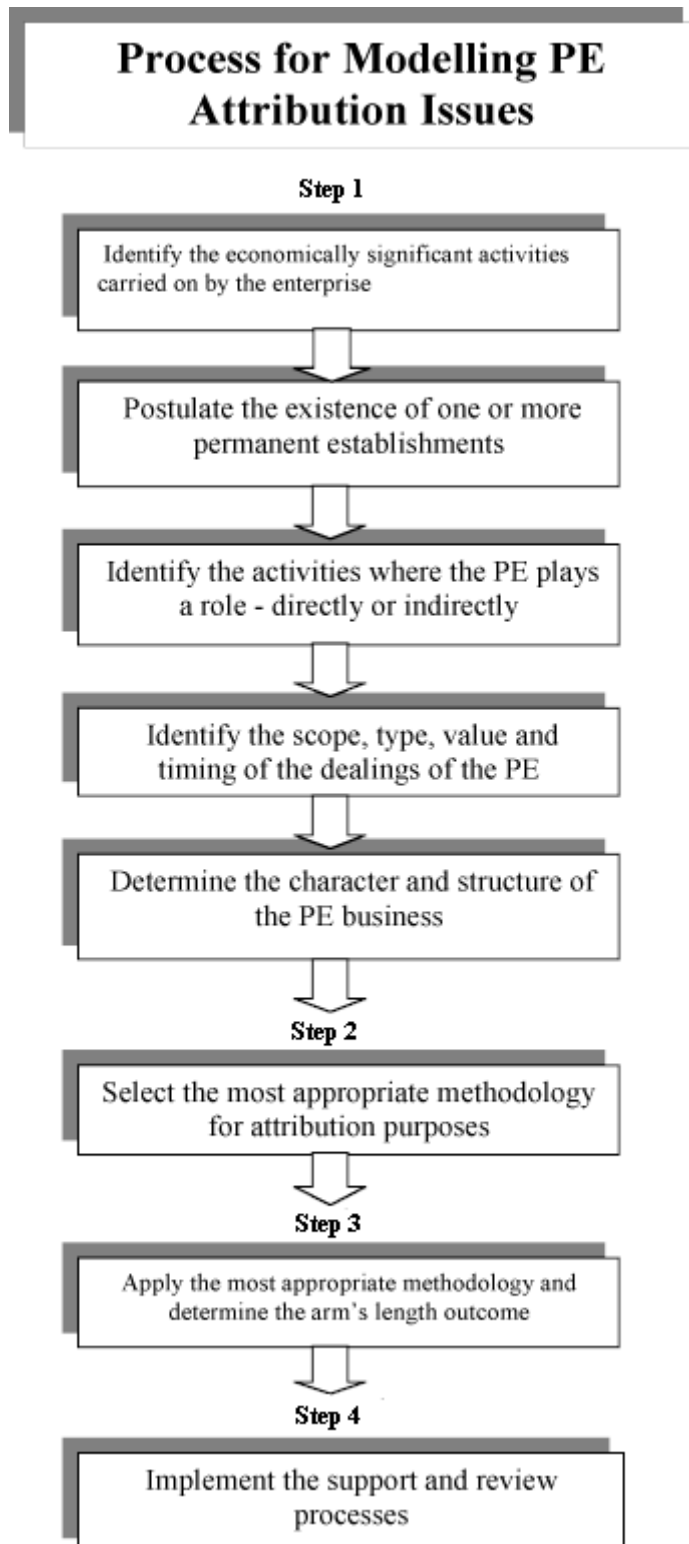 Process for Modelling PE
Attribution Issues
Step 1
Identify the economically significant activities
carried on by the enterprise
Postulate the existence of one or more
permanent establishments
Identify the activities where the PE plays
a role - directly or indirectly
Identify the scope, type, value and
timing of the dealings of the PE
Determine the character and structure of
the PE business
Step 2
Select the most appropriate methodology
for attribution purposes
Step 3
Apply the most appropriate methodology and
determine the arm's length outcome
Step 4
Implement the support and review
processes